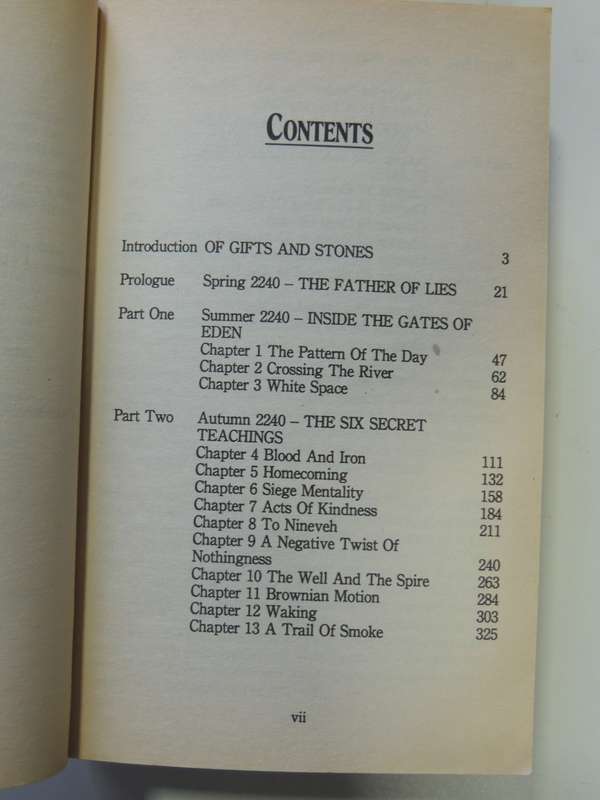 CONTENTS
Introduction OF GIFTS AND STONES 3
Prologue Spring 2240 – THE FATHER OF LIES 21
Part One Summer 2240 – INSIDE THE GATES OF
EDEN
Chapter 1 The Pattern Of The Day 47
Chapter 2 Crossing The River 62
Chapter 3 White Space 84
Part Two Autumn 2240 – THE SIX SECRET
TEACHINGS
Chapter 4 Blood And Iron 111
Chapter 5 Homecoming 132
Chapter 6 Siege Mentality 158
Chapter 7 Acts Of Kindness 184
Chapter 8 To Nineveh 211
Chapter 9 A Negative Twist Of
Nothingness 240
Chapter 10 The Well And The Spire 263
Chapter 11 Brownian Motion 284
Chapter 12 Waking 303
Chapter 13 A Trail Of Smoke 325
vii